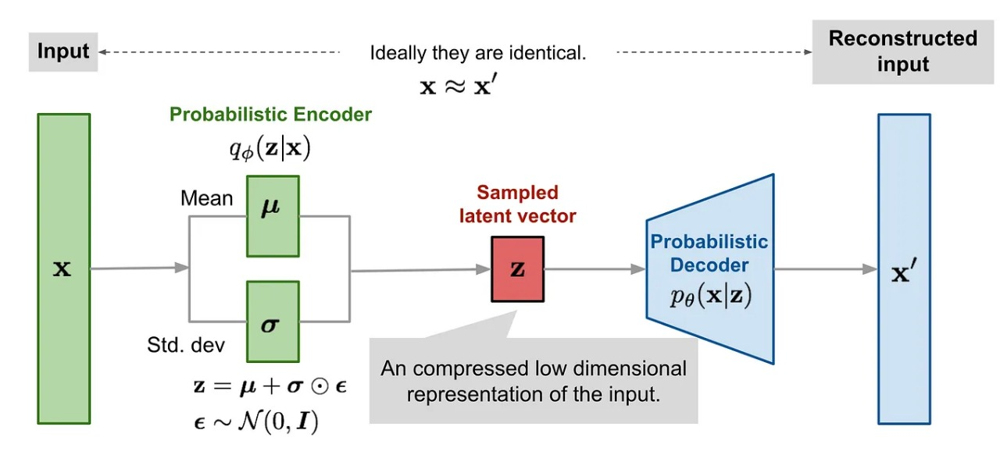 Input
Ideally they are identical.
x ≈ x′
Reconstructed
input
Probabilistic Encoder
qϕ(z|x)
Mean
μ
x
σ
Std. dev
z = μ + σ ⊙ ϵ
ϵ ∼ 𝒩(0, I)
Sampled
latent vector
z
An compressed low dimensional
representation of the input.
Probabilistic
Decoder
pθ(x|z)
x′